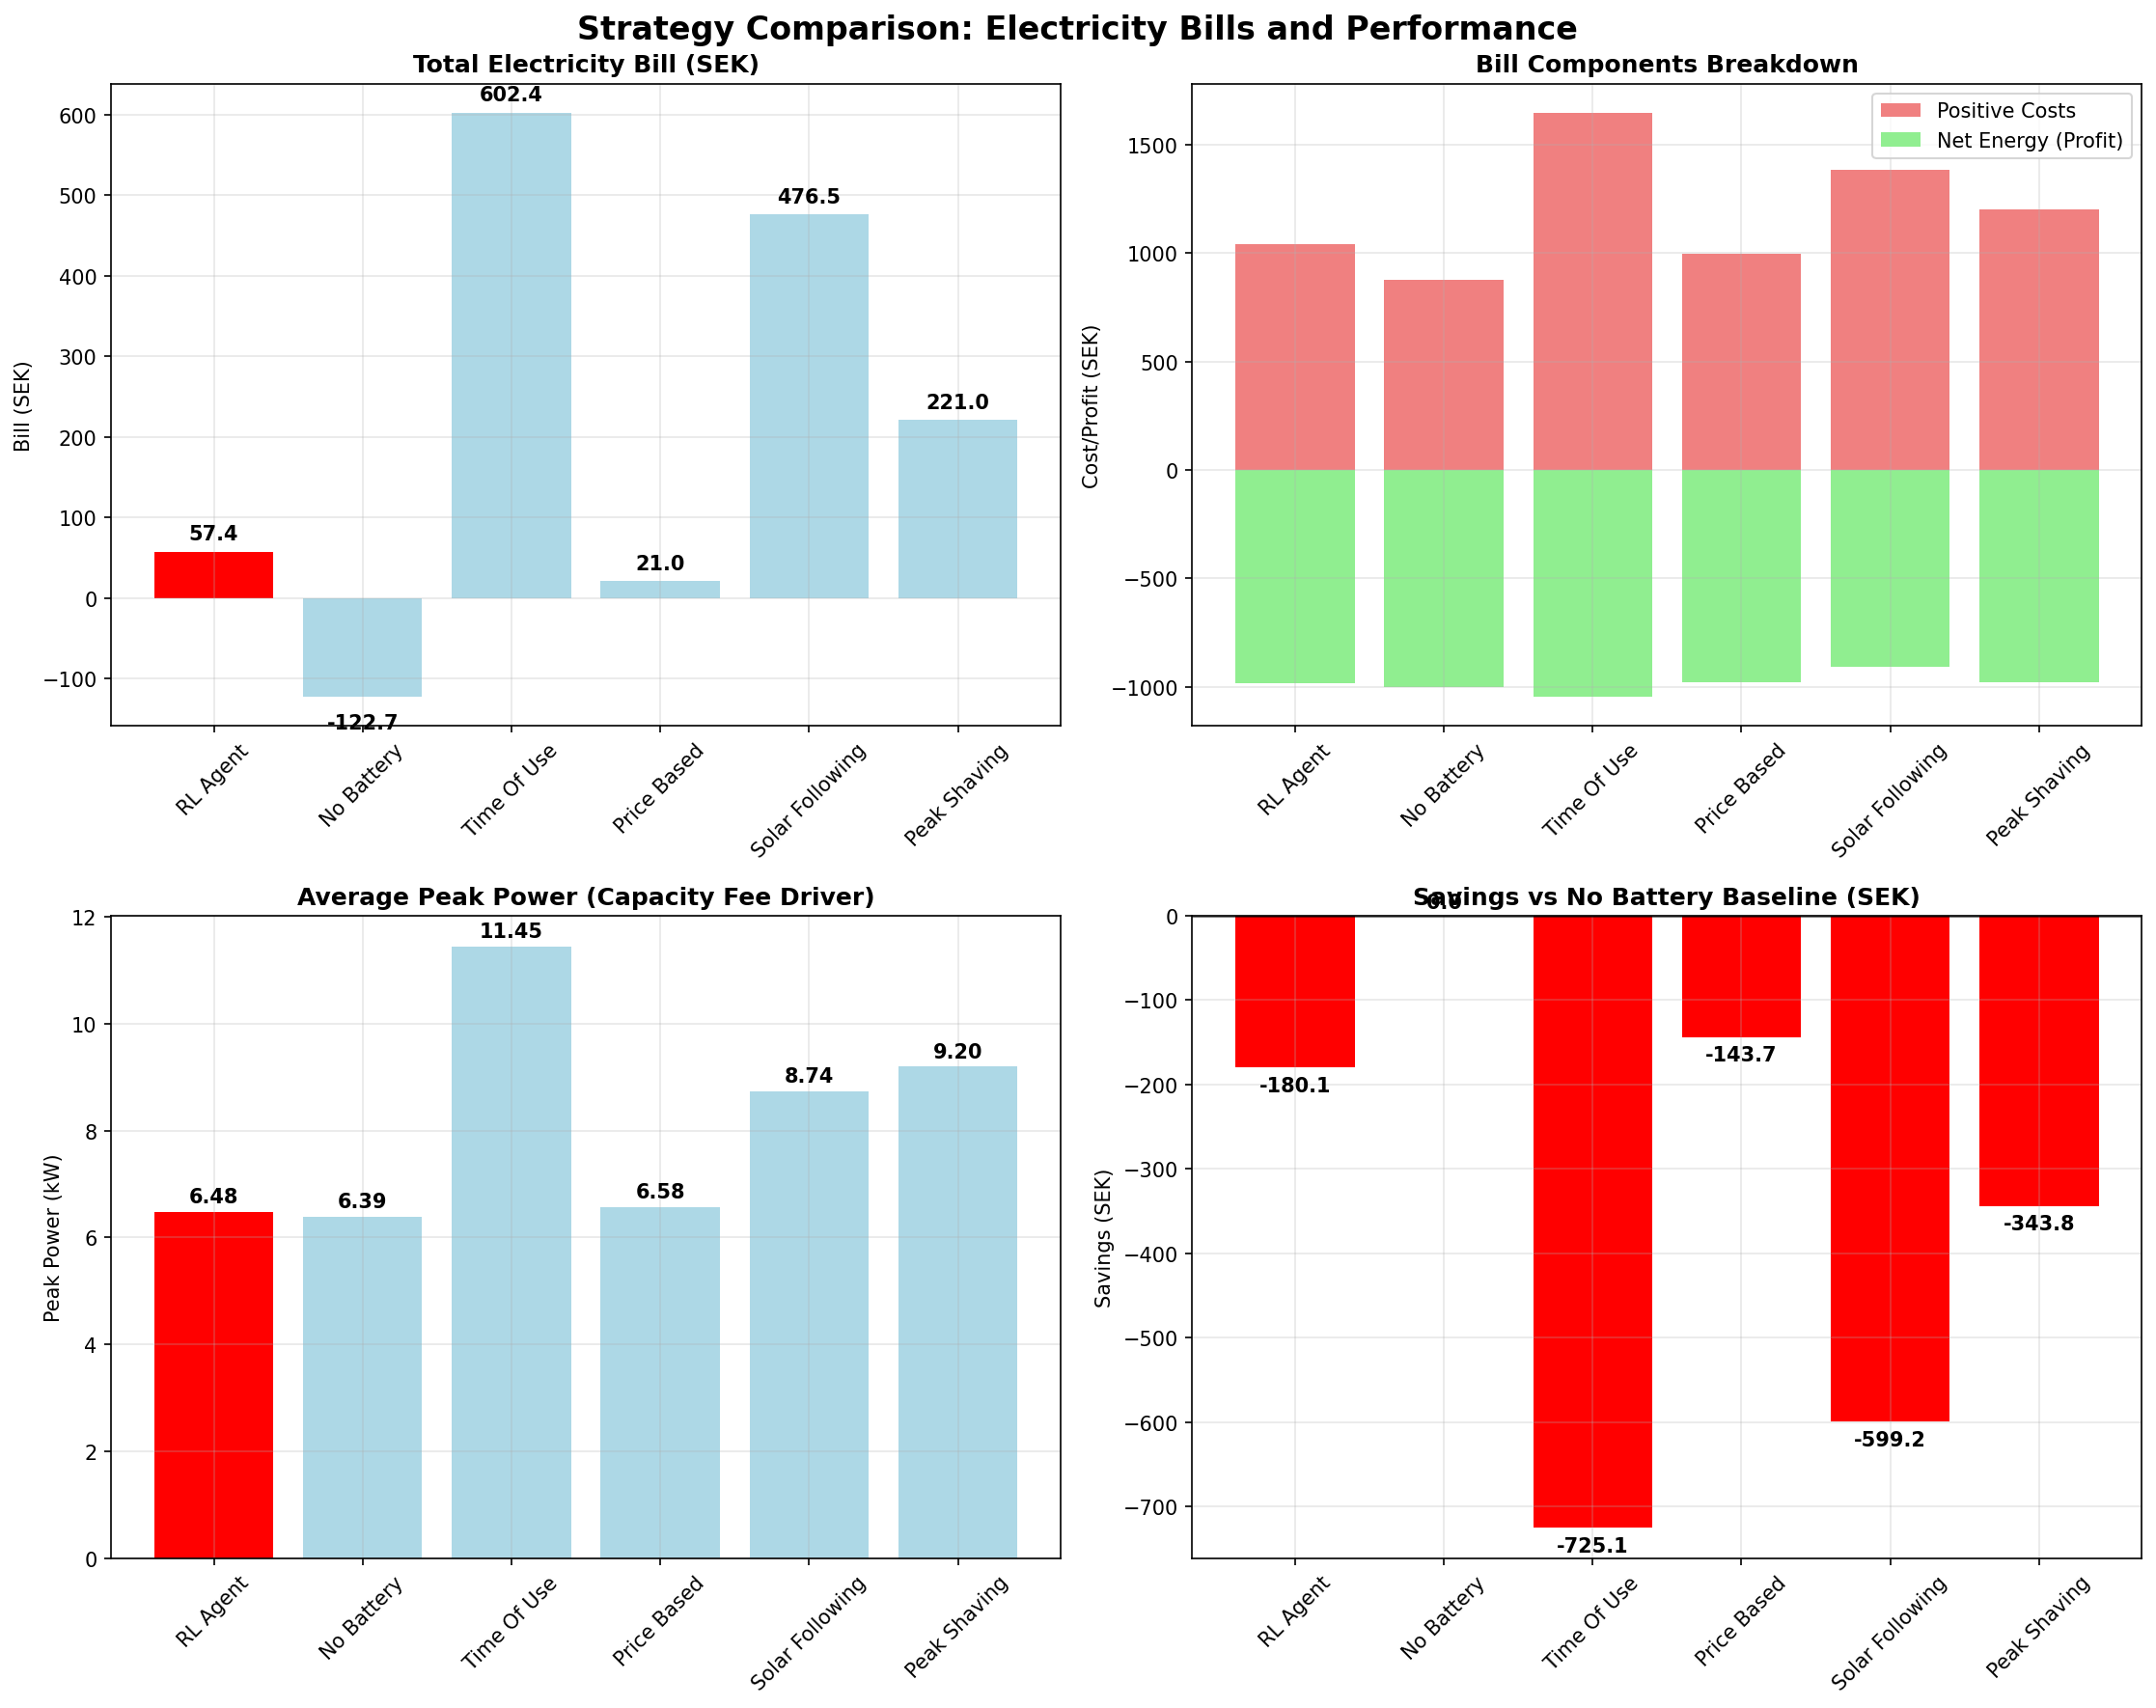 Strategy Comparison: Electricity Bills and Performance
Total Electricity Bill (SEK)
Bill (SEK)
600
500
400
300
200
100
0
−100
57.4
-122.7
602.4
21.0
476.5
221.0
RL Agent
No Battery
Time Of Use
Price Based
Solar Following
Peak Shaving
Bill Components Breakdown
Positive Costs
Net Energy (Profit)
Cost/Profit (SEK)
1500
1000
500
0
−500
−1000
RL Agent
No Battery
Time Of Use
Price Based
Solar Following
Peak Shaving
Average Peak Power (Capacity Fee Driver)
Peak Power (kW)
12
10
8
6
4
2
0
6.48
6.39
11.45
6.58
8.74
9.20
RL Agent
No Battery
Time Of Use
Price Based
Solar Following
Peak Shaving
Savings vs No Battery Baseline (SEK)
Savings (SEK)
0
−100
−200
−300
−400
−500
−600
−700
-180.1
0.0
-725.1
-143.7
-599.2
-343.8
RL Agent
No Battery
Time Of Use
Price Based
Solar Following
Peak Shaving